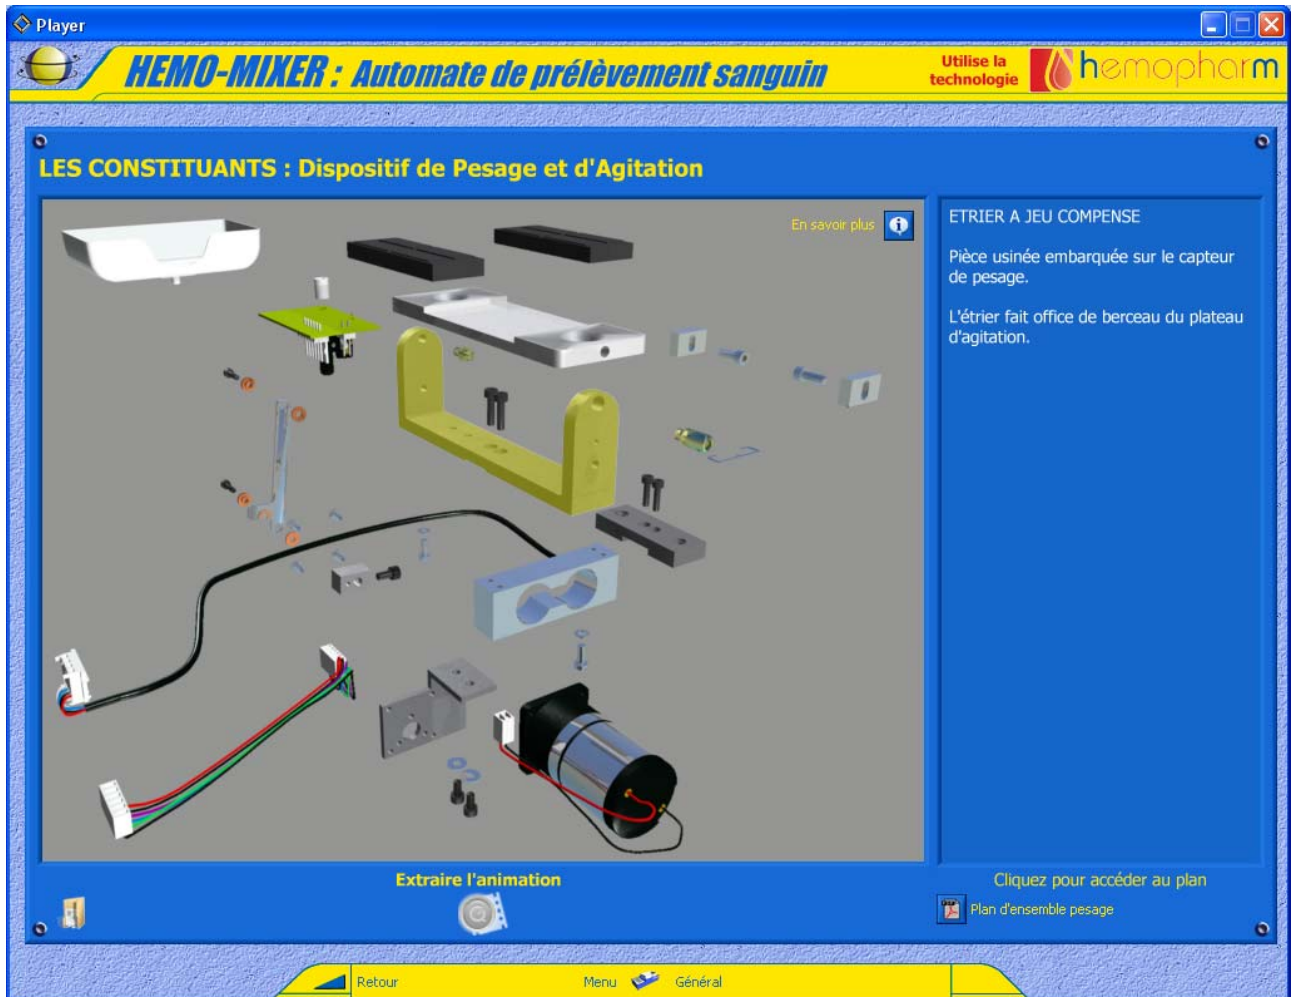 Player
HEMO-MIXER : Automate de prélèvement sanguin
Utilise la
technologie
hemopharm
LES CONSTITUANTS : Dispositif de Pesage et d'Agitation
En savoir plus
ETRIER A JEU COMPENSE
Pièce usinée embarquée sur le capteur
de pesage.
L'étrier fait office de berceau du plateau
d'agitation.
Extraire l'animation
Cliquez pour accéder au plan
Plan d'ensemble pesage
Retour
Menu
Général